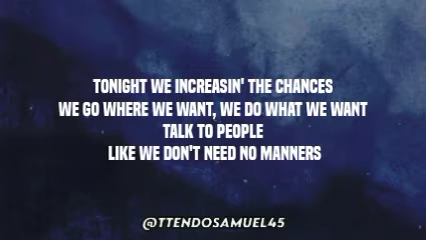 TONIGHT WE INCREASIN' THE CHANCES
WE GO WHERE WE WANT, WE DO WHAT WE WANT
TALK TO PEOPLE
LIKE WE DON'T NEED NO MANNERS
@TTENDOSAMUEL45